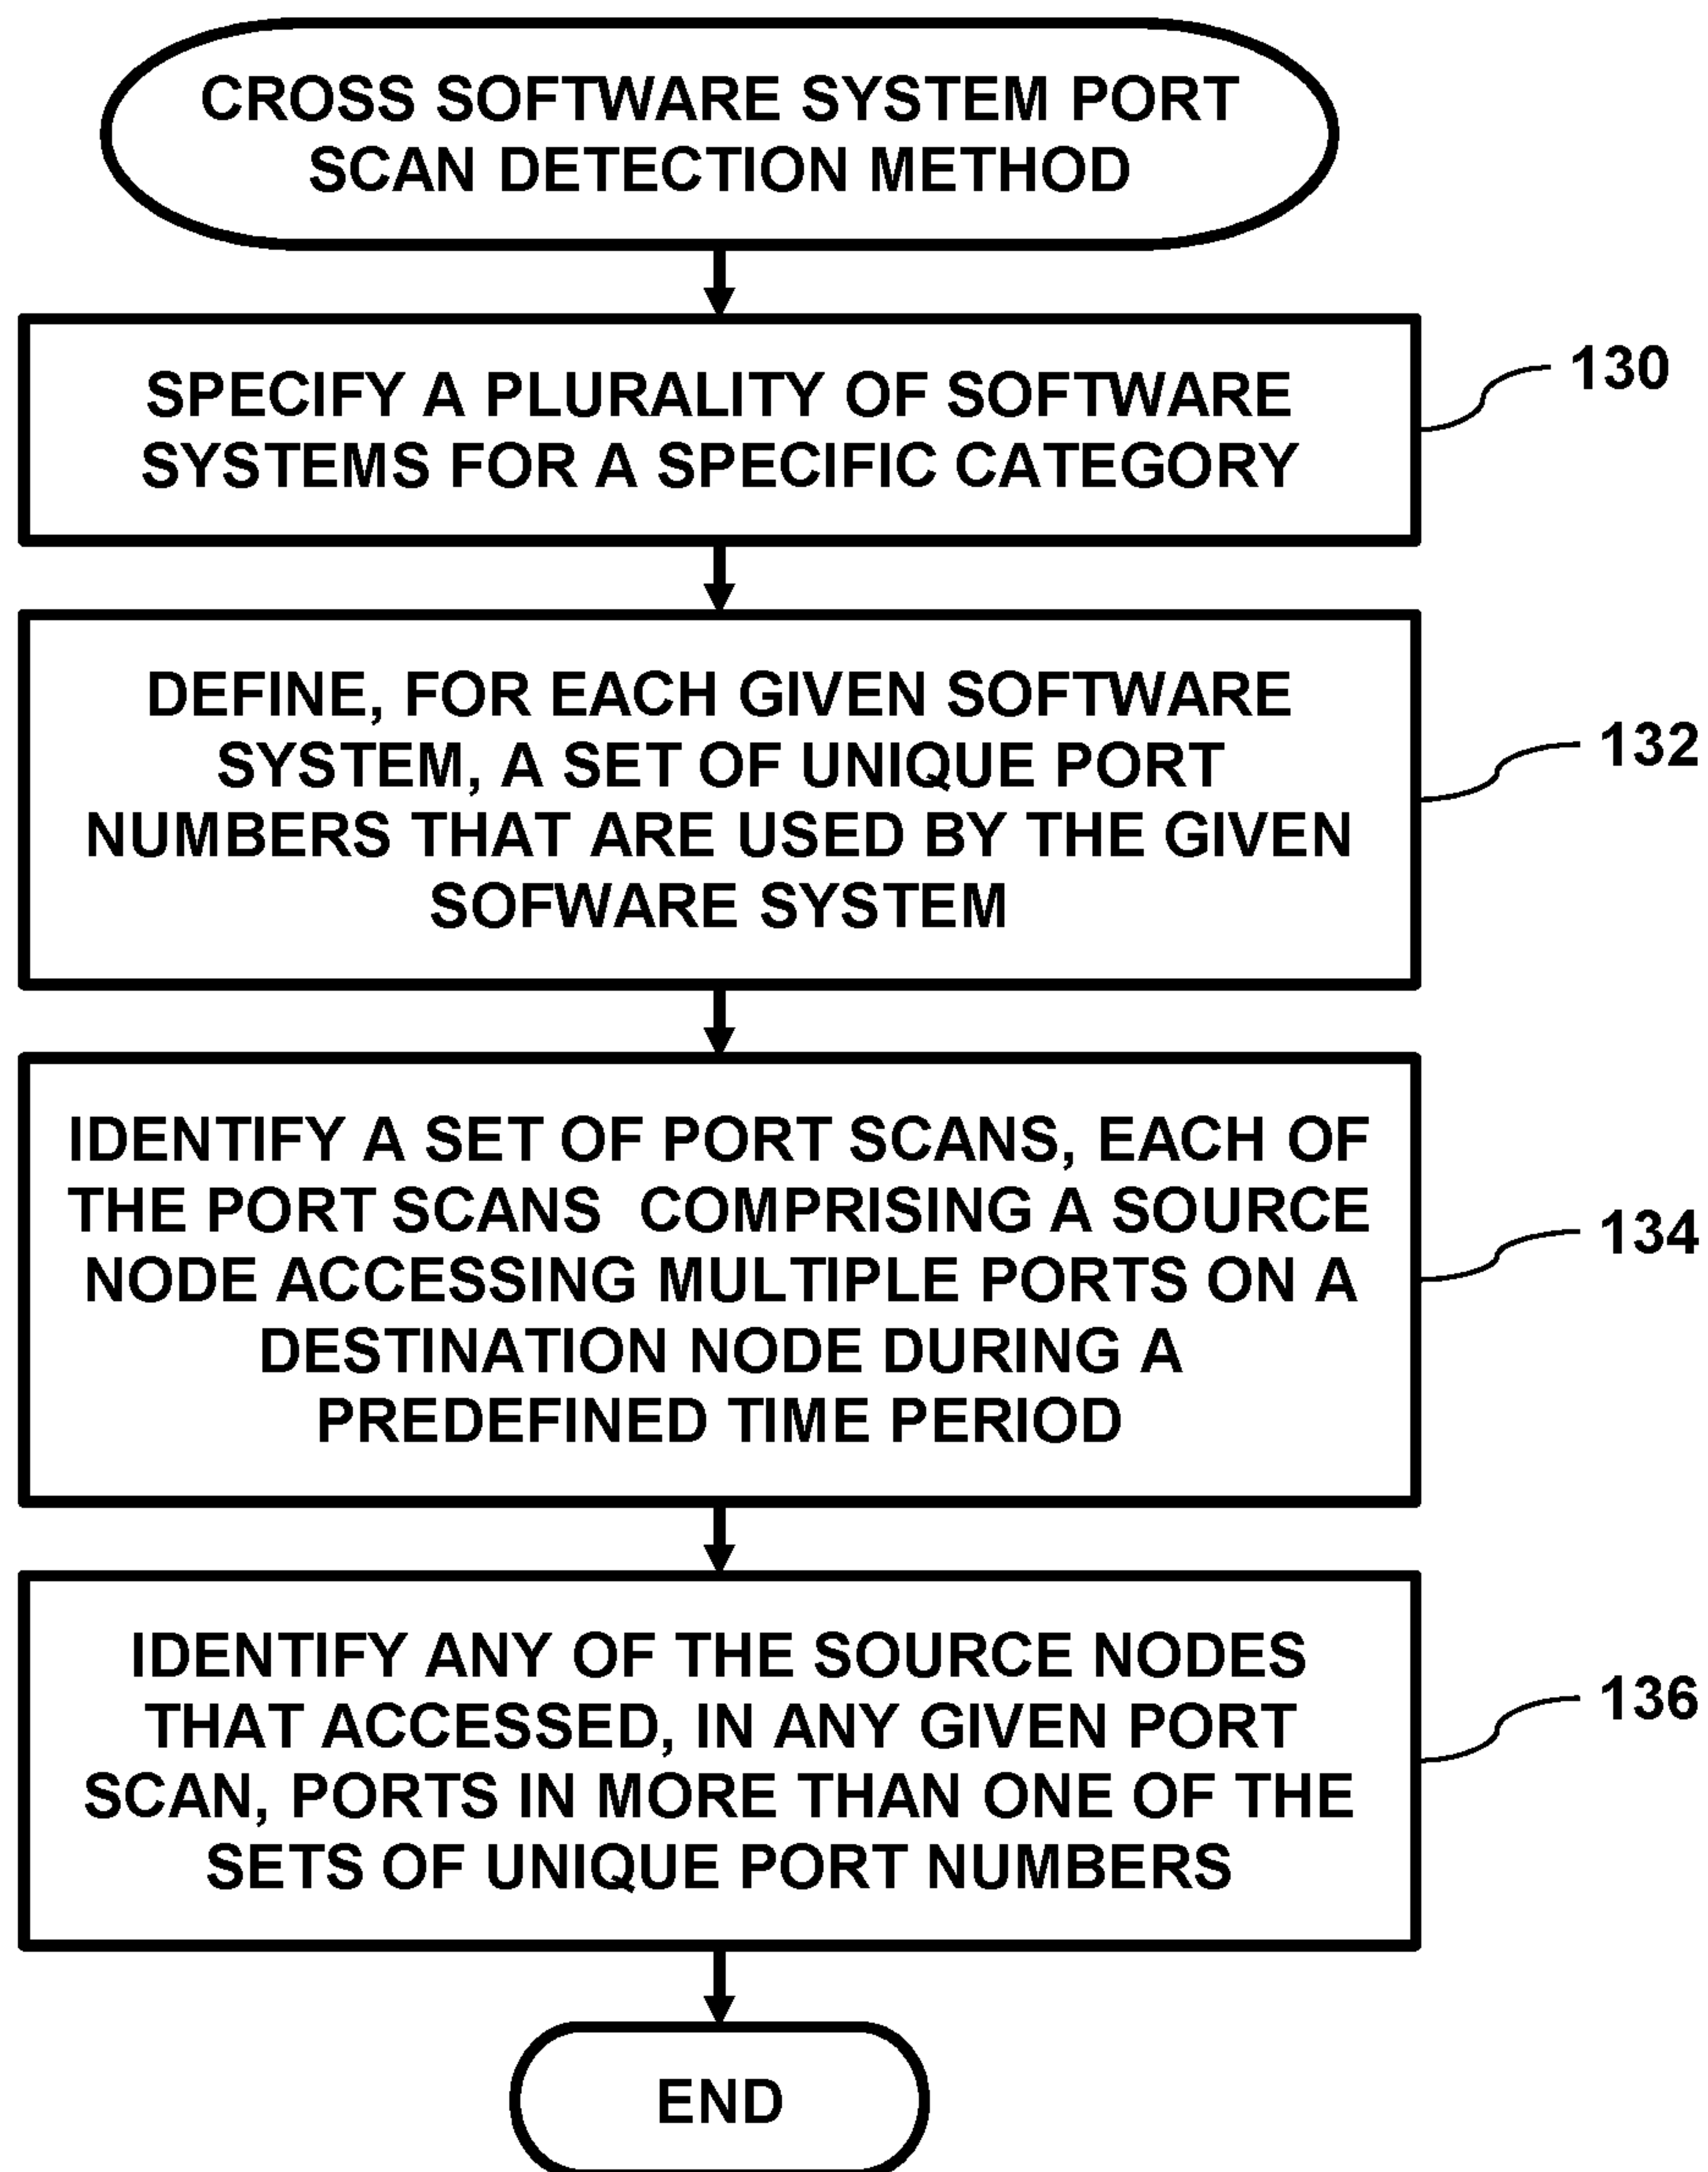 CROSS SOFTWARE SYSTEM PORT
SCAN DETECTION METHOD
SPECIFY A PLURALITY OF SOFTWARE
SYSTEMS FOR A SPECIFIC CATEGORY
130
DEFINE, FOR EACH GIVEN SOFTWARE
SYSTEM, A SET OF UNIQUE PORT
NUMBERS THAT ARE USED BY THE GIVEN
SOFWARE SYSTEM
132
IDENTIFY A SET OF PORT SCANS, EACH OF
THE PORT SCANS  COMPRISING A SOURCE
NODE ACCESSING MULTIPLE PORTS ON A
DESTINATION NODE DURING A
PREDEFINED TIME PERIOD
134
IDENTIFY ANY OF THE SOURCE NODES
THAT ACCESSED, IN ANY GIVEN PORT
SCAN, PORTS IN MORE THAN ONE OF THE
SETS OF UNIQUE PORT NUMBERS
136
END